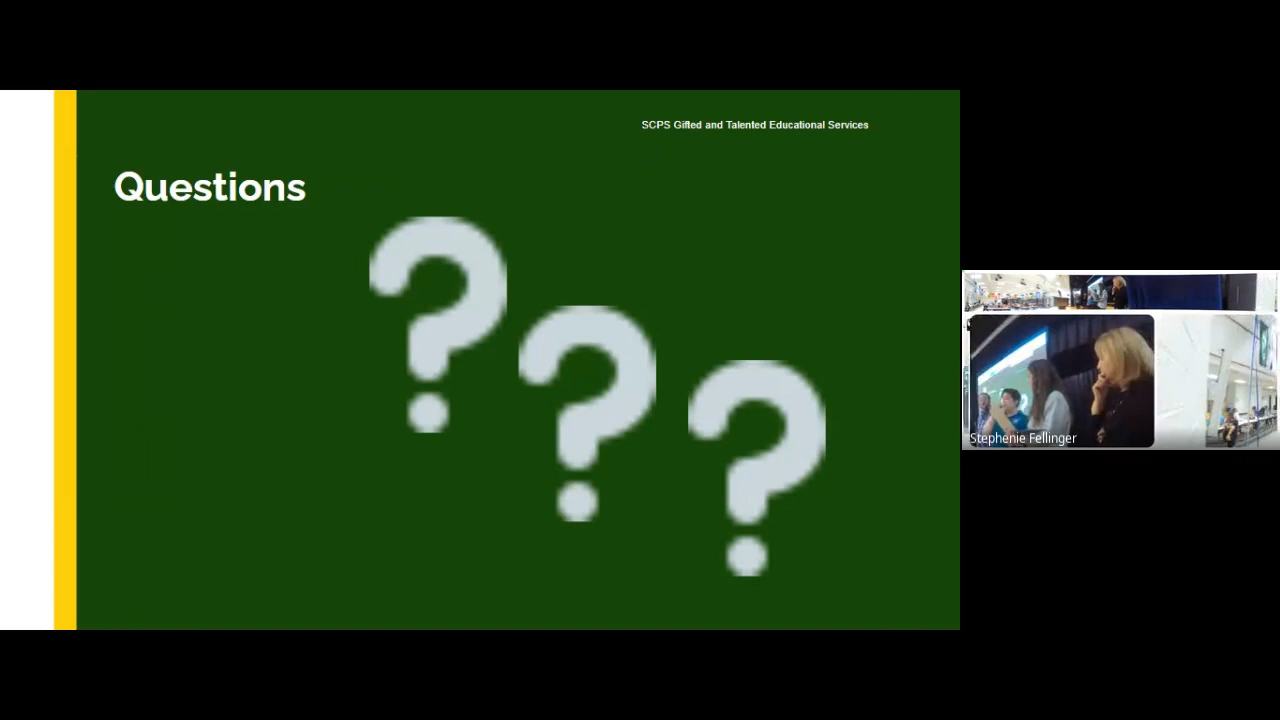 SCPS Gifted and Talented Educational Services
Questions
???
Stephenie Fellinger